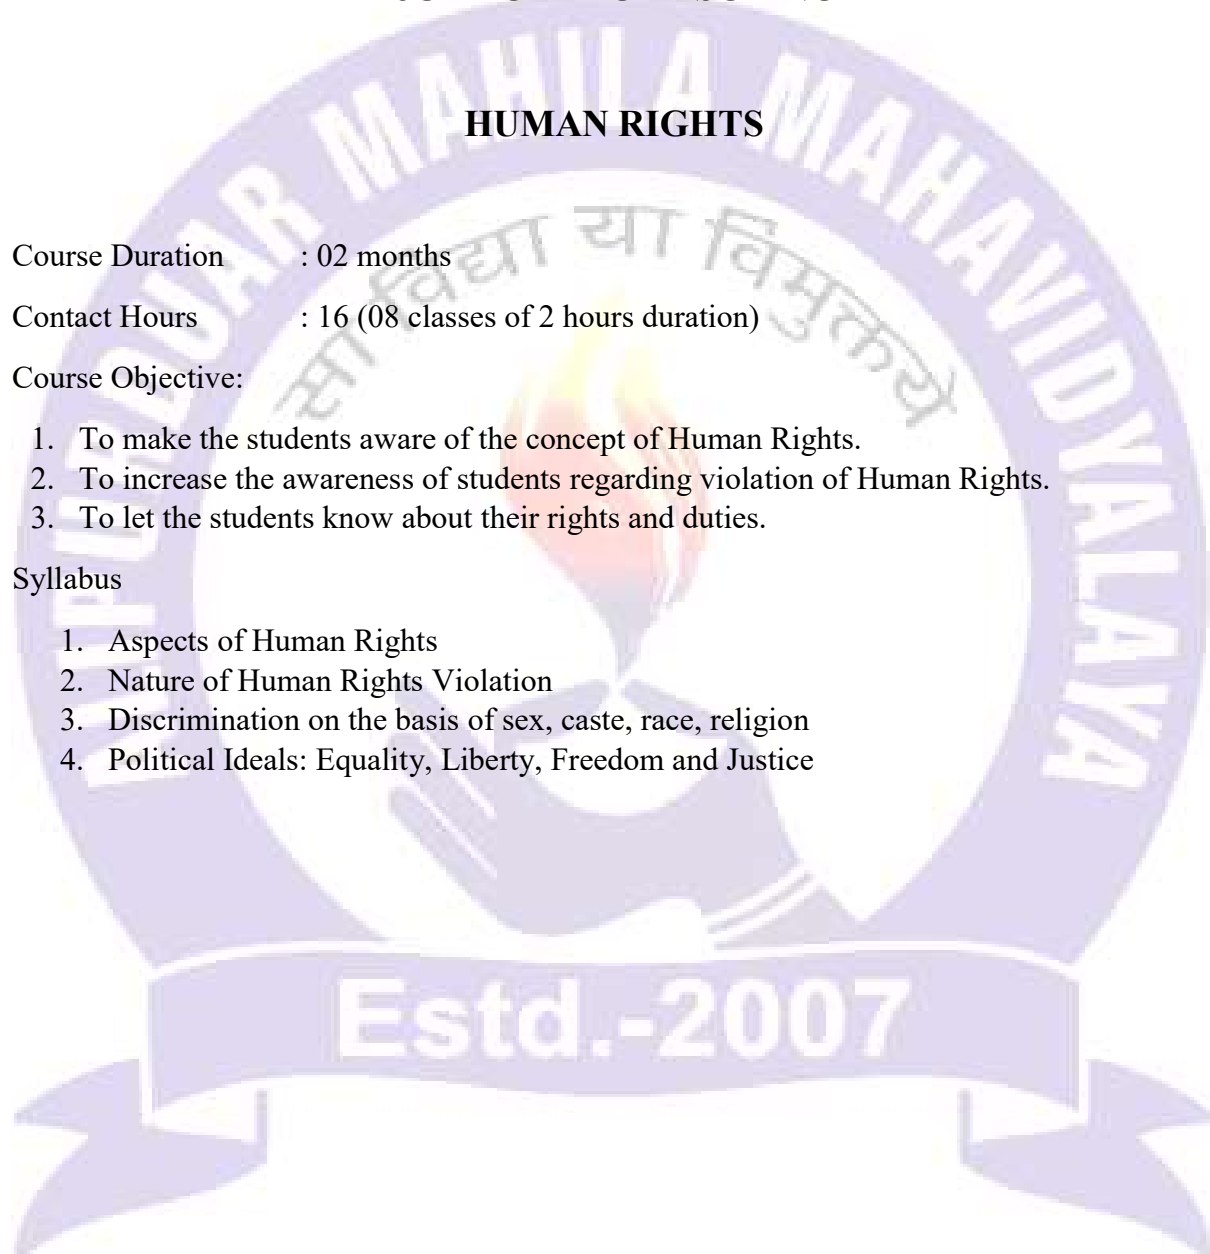 HUMAN RIGHTS
Course Duration : 02 months
Contact Hours : 16 (08 classes of 2 hours duration)
Course Objective:
1. To make the students aware of the concept of Human Rights.
2. To increase the awareness of students regarding violation of Human Rights.
3. To let the students know about their rights and duties.
Syllabus
1. Aspects of Human Rights
2. Nature of Human Rights Violation
3. Discrimination on the basis of sex, caste, race, religion
4. Political Ideals: Equality, Liberty, Freedom and Justice
MAHILA MAHAVIDYALAYA
सा विद्या या विमुक्तये
Estd.-2007